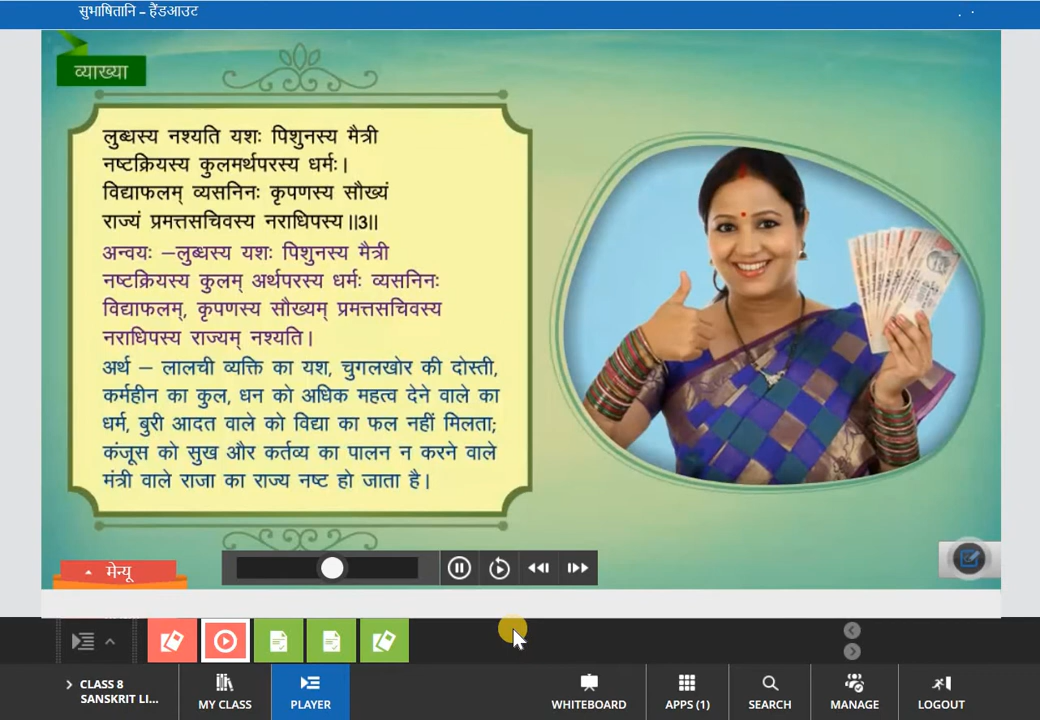 सुभाषितानि – हैंडआउट
व्याख्या
लुब्धस्य नश्यति यशः पिशुनस्य मैत्री
नष्टक्रियस्य कुलमर्थपरस्य धर्मः।
विद्याफलम् व्यसनिनः कृपणस्य सौख्यं
राज्यं प्रमत्तसचिवस्य नराधिपस्य॥3॥
अन्वयः –लुब्धस्य यशः पिशुनस्य मैत्री
नष्टक्रियस्य कुलम् अर्थपरस्य धर्मः व्यसनिनः
विद्याफलम्, कृपणस्य सौख्यम् प्रमत्तसचिवस्य
नराधिपस्य राज्यम् नश्यति।
अर्थ – लालची व्यक्ति का यश, चुगलखोर की दोस्ती,
कर्महीन का कुल, धन को अधिक महत्व देने वाले का
धर्म, बुरी आदत वाले को विद्या का फल नहीं मिलता;
कंजूस को सुख और कर्तव्य का पालन न करने वाले
मंत्री वाले राजा का राज्य नष्ट हो जाता है।
मेन्यू
CLASS 8
SANSKRIT LI...
MY CLASS
PLAYER
WHITEBOARD
APPS (1)
SEARCH
MANAGE
LOGOUT